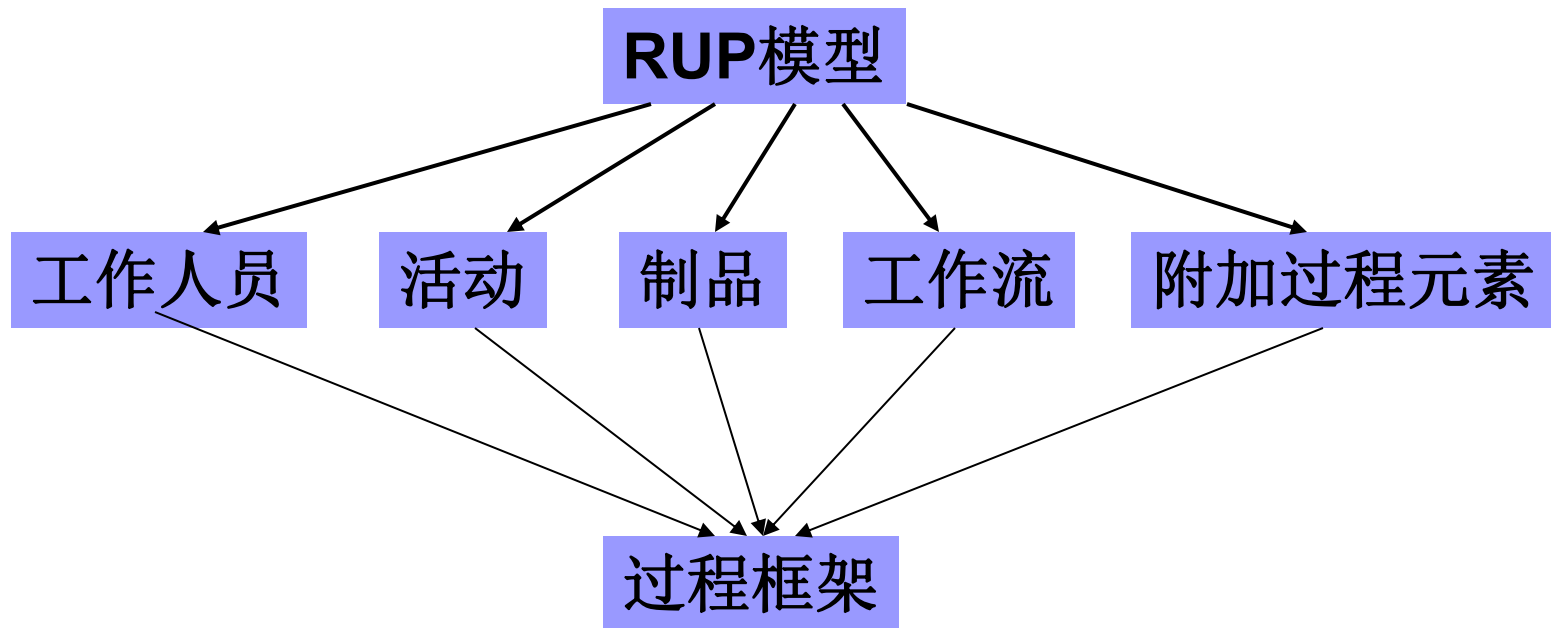 RUP模型
工作人员
活动
制品
工作流
附加过程元素
过程框架